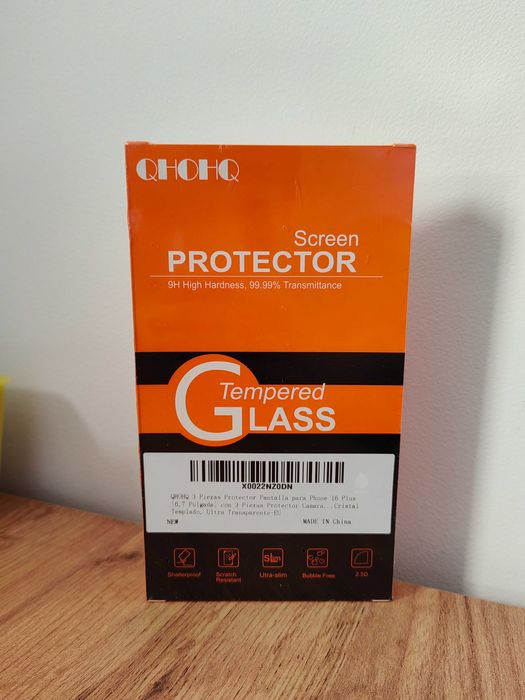 QHOHQ
Screen
PROTECTOR
9H High Hardness, 99.99% Transmittance
Tempered
GLASS
X0022NZ0DN
QHOHQ 3 Piezas Protector Pantalla para Phone 16 Plus
[6,7 Pulgada] con 3 Piezas Protector Camara...Cristal
Templado, Ultra Transparente-EU
NEW MADE IN China
Shatterproof
Scratch
Resistant
Ultra-slim
Bubble Free
2.5D